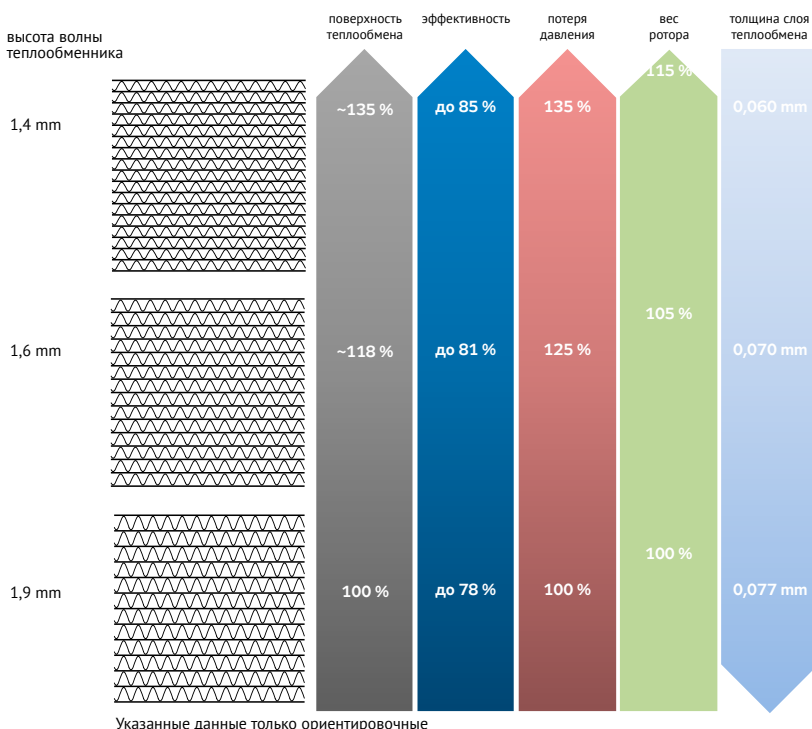 высота волны
теплообменника
поверхность
теплообмена
эффективность
потеря
давления
вес
ротора
толщина слоя
теплообмена
1,4 mm
~135 %
до 85 %
135 %
115 %
0,060 mm
1,6 mm
~118 %
до 81 %
125 %
105 %
0,070 mm
1,9 mm
100 %
до 78 %
100 %
100 %
0,077 mm
Указанные данные только ориентировочные